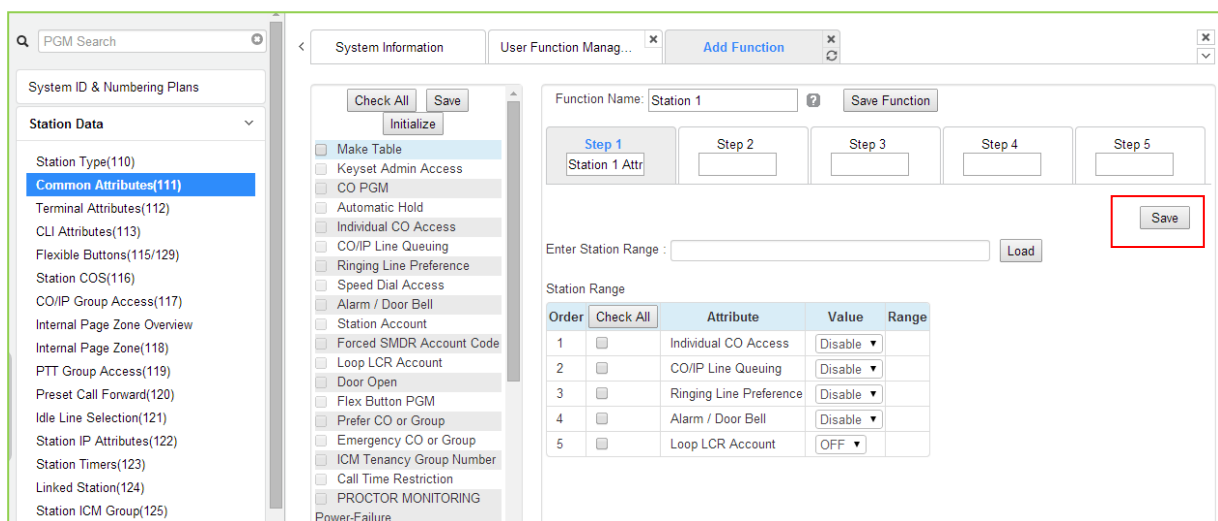 PGM Search
System Information
User Function Manag...
Add Function
System ID & Numbering Plans
Station Data
Station Type(110)
Common Attributes(111)
Terminal Attributes(112)
CLI Attributes(113)
Flexible Buttons(115/129)
Station COS(116)
CO/IP Group Access(117)
Internal Page Zone Overview
Internal Page Zone(118)
PTT Group Access(119)
Preset Call Forward(120)
Idle Line Selection(121)
Station IP Attributes(122)
Station Timers(123)
Linked Station(124)
Station ICM Group(125)
Check All Save
Initialize
Make Table
Keyset Admin Access
CO PGM
Automatic Hold
Individual CO Access
CO/IP Line Queuing
Ringing Line Preference
Speed Dial Access
Alarm / Door Bell
Station Account
Forced SMDR Account Code
Loop LCR Account
Door Open
Flex Button PGM
Prefer CO or Group
Emergency CO or Group
ICM Tenancy Group Number
Call Time Restriction
PROCTOR MONITORING
Power-Failure
Function Name: Station 1 ? Save Function
Step 1 Step 2 Step 3 Step 4 Step 5
Station 1 Attr
Save
Enter Station Range : Load
Station Range
Order Check All Attribute Value Range
1 Individual CO Access Disable
2 CO/IP Line Queuing Disable
3 Ringing Line Preference Disable
4 Alarm / Door Bell Disable
5 Loop LCR Account OFF